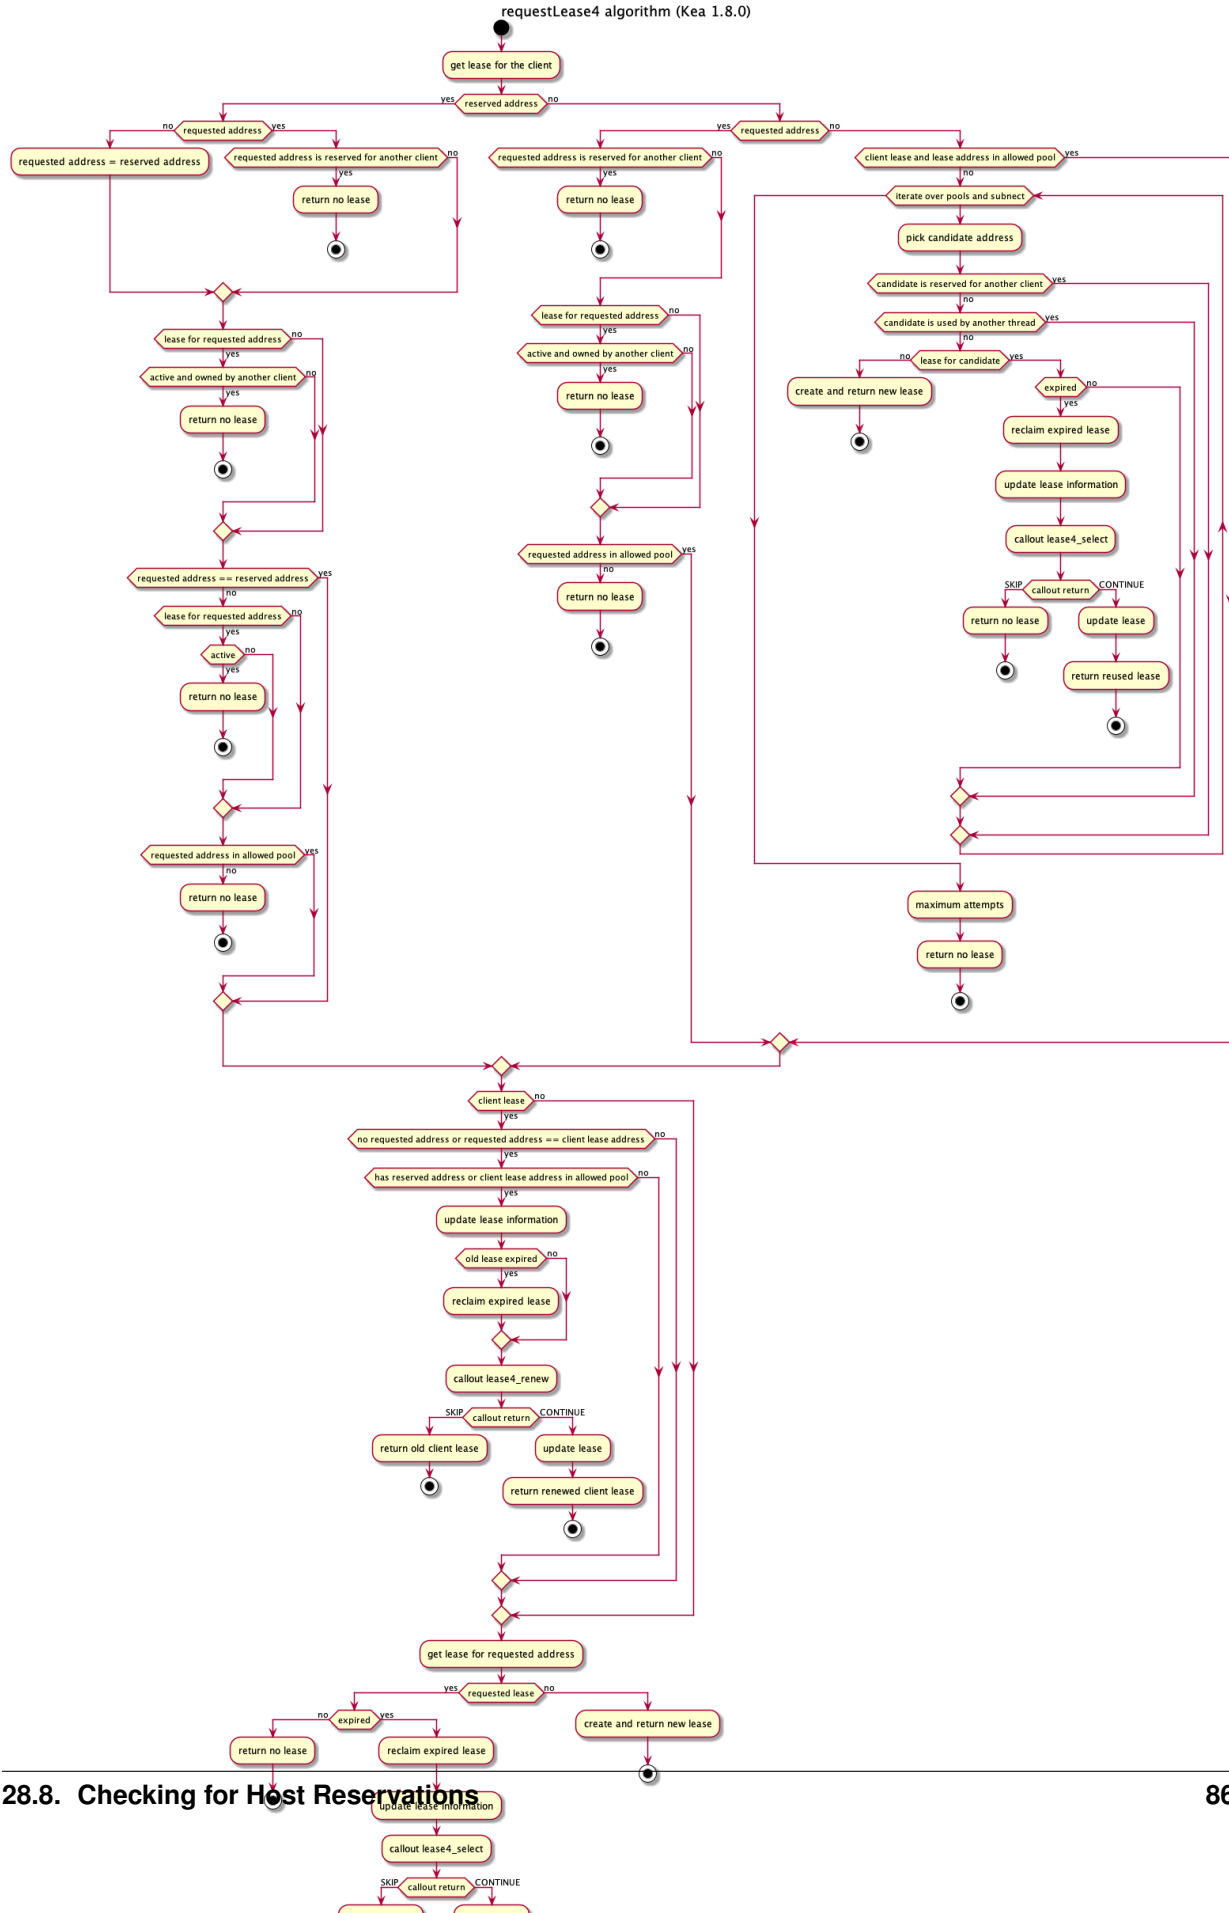 requestLease4 algorithm (Kea 1.8.0)
get lease for the client
yes
reserved address
no
no
requested address
yes
requested address = reserved address
requested address is reserved for another client
no
yes
return no lease
lease for requested address
no
yes
active and owned by another client
no
yes
return no lease
requested address == reserved address
yes
no
lease for requested address
no
yes
active
no
yes
return no lease
requested address in allowed pool
yes
no
return no lease
yes
requested address
no
requested address is reserved for another client
no
yes
return no lease
lease for requested address
no
yes
active and owned by another client
no
yes
return no lease
requested address in allowed pool
yes
no
return no lease
client lease and lease address in allowed pool
yes
no
iterate over pools and subnect
pick candidate address
candidate is reserved for another client
yes
no
candidate is used by another thread
yes
no
no
lease for candidate
yes
create and return new lease
expired
no
yes
reclaim expired lease
update lease information
callout lease4_select
SKIP
callout return
CONTINUE
return no lease
update lease
return reused lease
maximum attempts
return no lease
client lease
no
yes
no requested address or requested address == client lease address
no
yes
has reserved address or client lease address in allowed pool
no
yes
update lease information
old lease expired
no
yes
reclaim expired lease
callout lease4_renew
SKIP
callout return
CONTINUE
return old client lease
update lease
return renewed client lease
get lease for requested address
yes
requested lease
no
no
expired
yes
create and return new lease
return no lease
reclaim expired lease
28.8. Checking for Host Reservations
86
update lease information
callout lease4_select
SKIP
callout return
CONTINUE